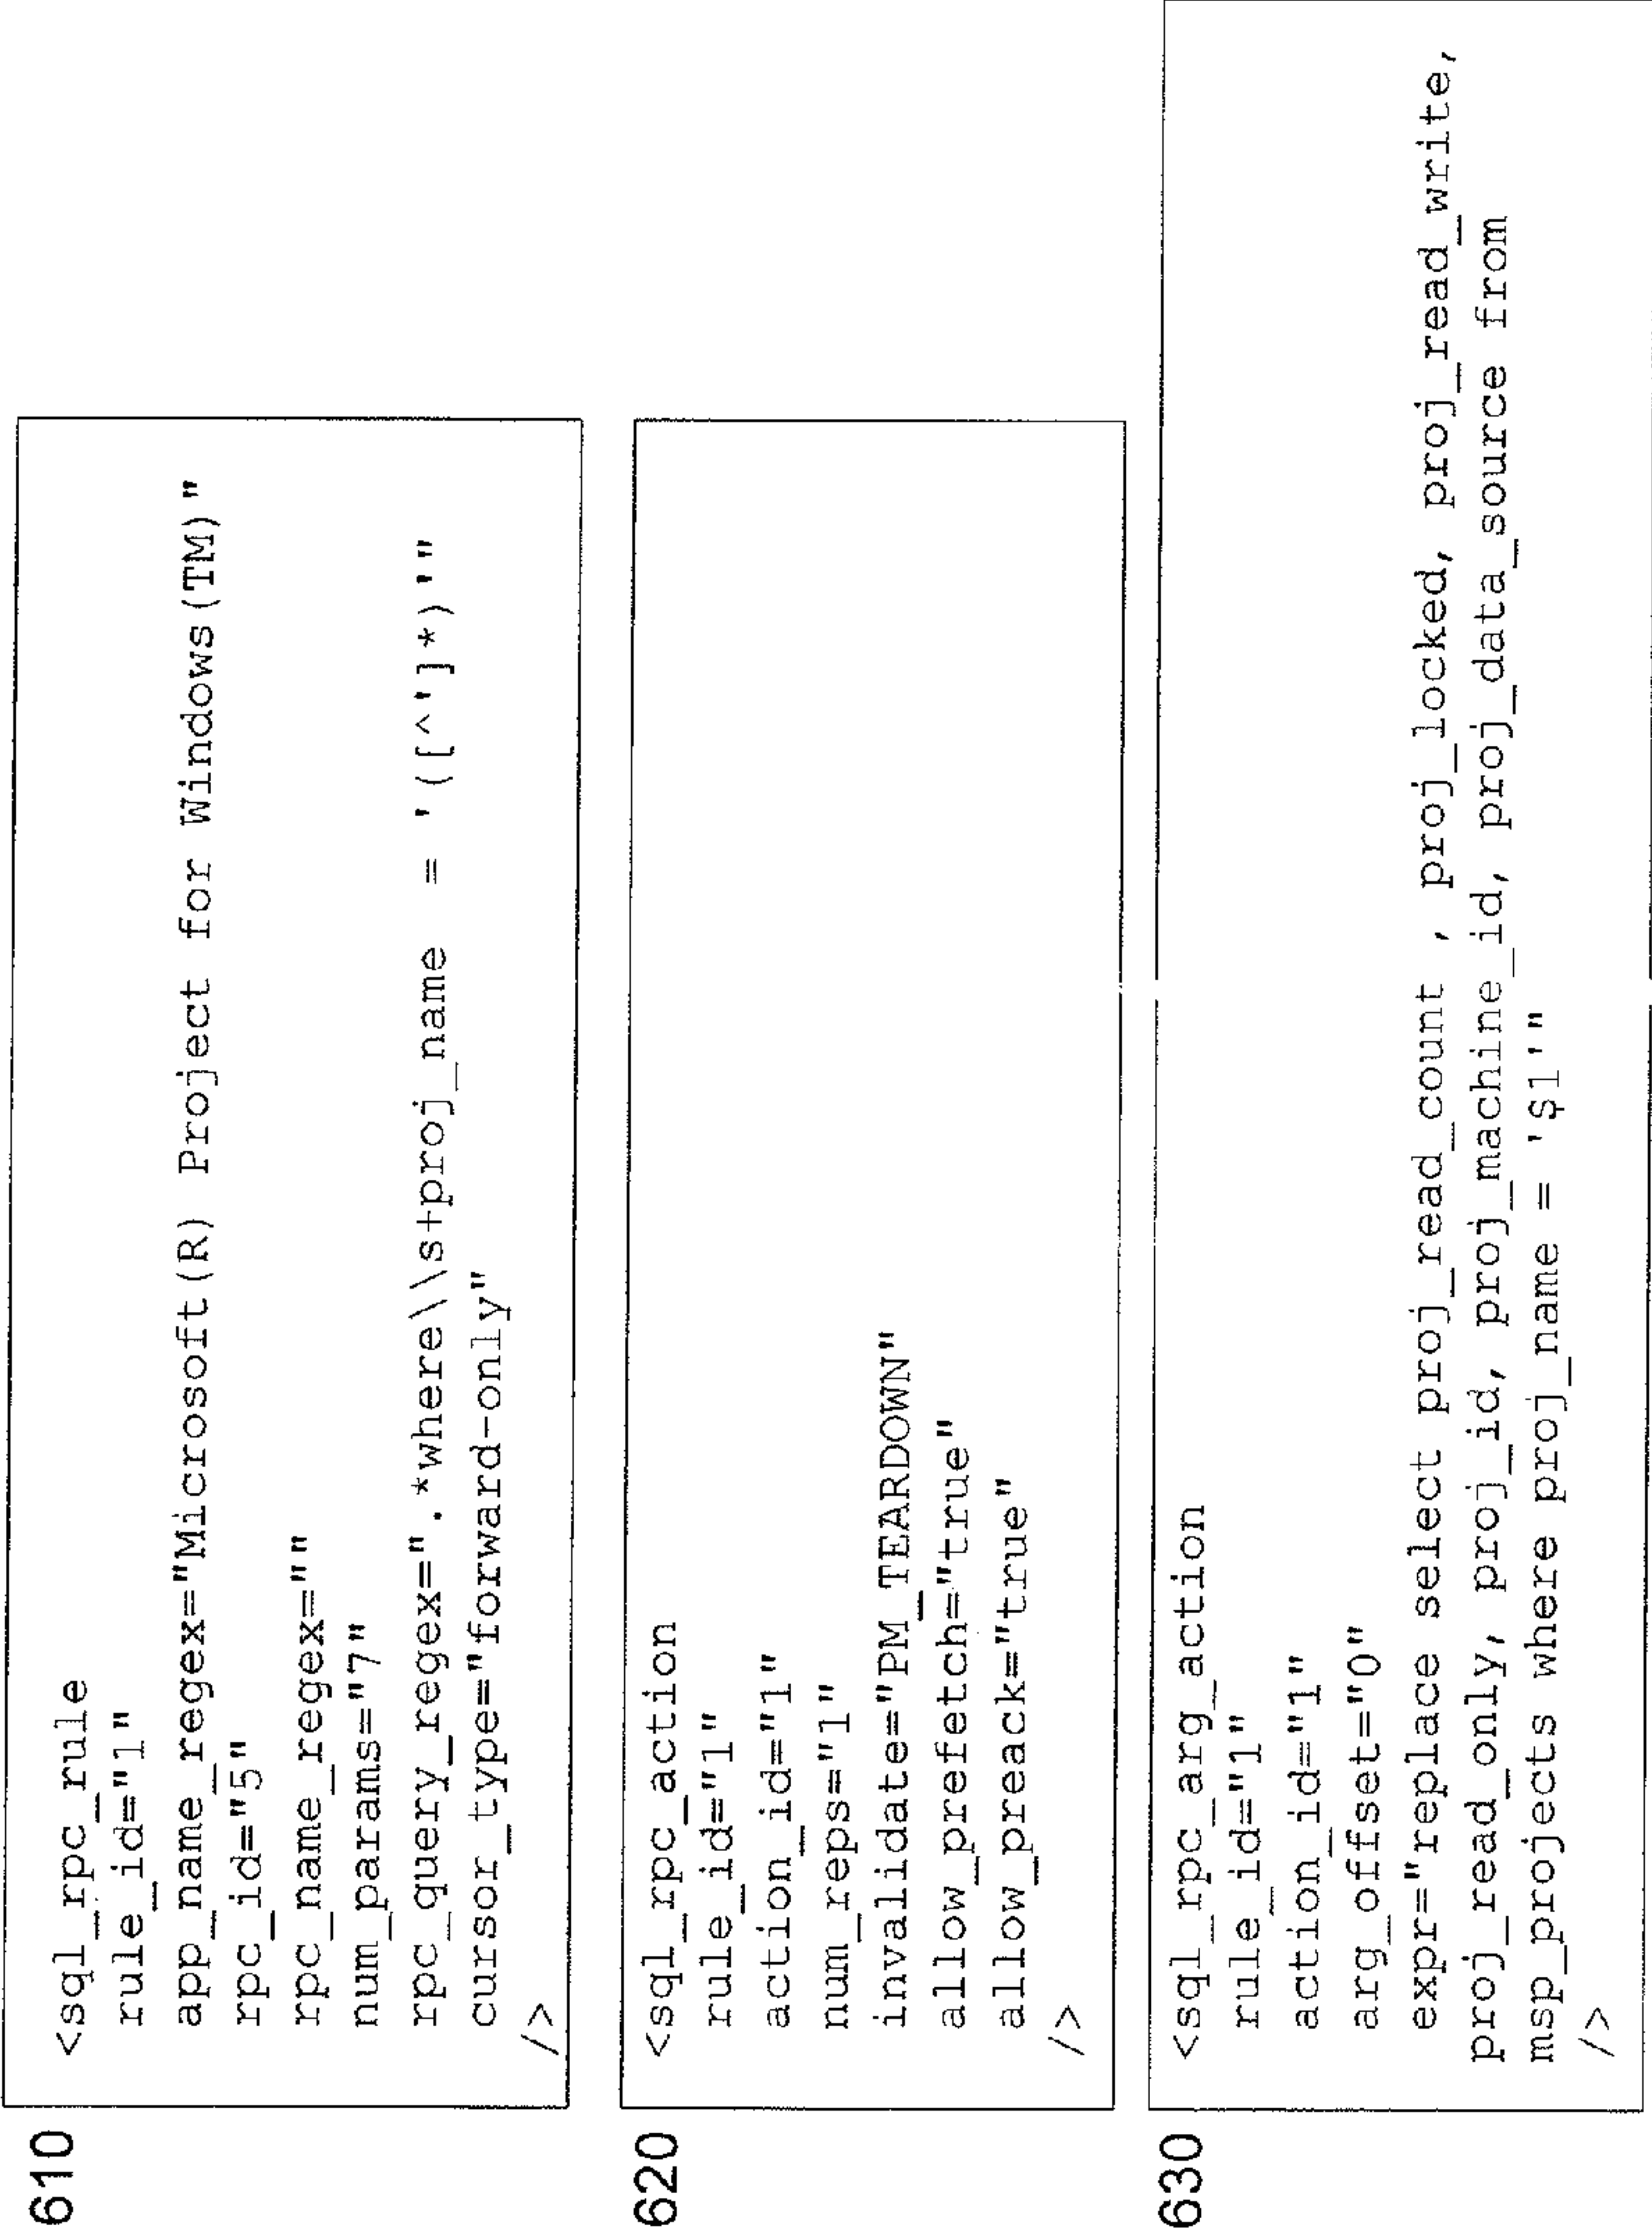 610
<sql_rpc_rule
rule_id="1"
app_name_regex="Microsoft(R) Project for Windows(TM)"
rpc_id="5"
rpc_name_regex=""
num_params="7"
rpc_query_regex=".*where\\s+proj_name = '([^']*)'"
cursor_type="forward-only"
/>
620
<sql_rpc_action
rule_id="1"
action_id="1"
num_reps="1"
invalidate="PM_TEARDOWN"
allow_prefetch="true"
allow_preack="true"
/>
630
<sql_rpc_arg_action
rule_id="1"
action_id="1"
arg_offset="0"
expr="replace select proj_read_count , proj_locked, proj_read_write,
proj_read_only, proj_id, proj_machine_id, proj_data_source from
msp_projects where proj_name = '$1'"
/>